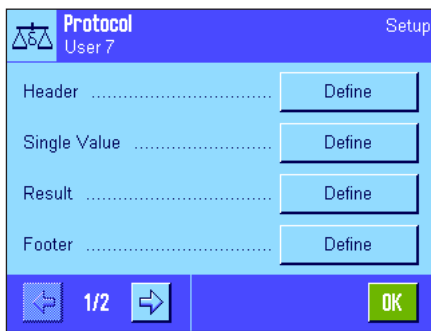 Protocol Setup
User 7
Header ................................ Define
Single Value ........................ Define
Result ................................. Define
Footer ................................. Define
1/2 OK